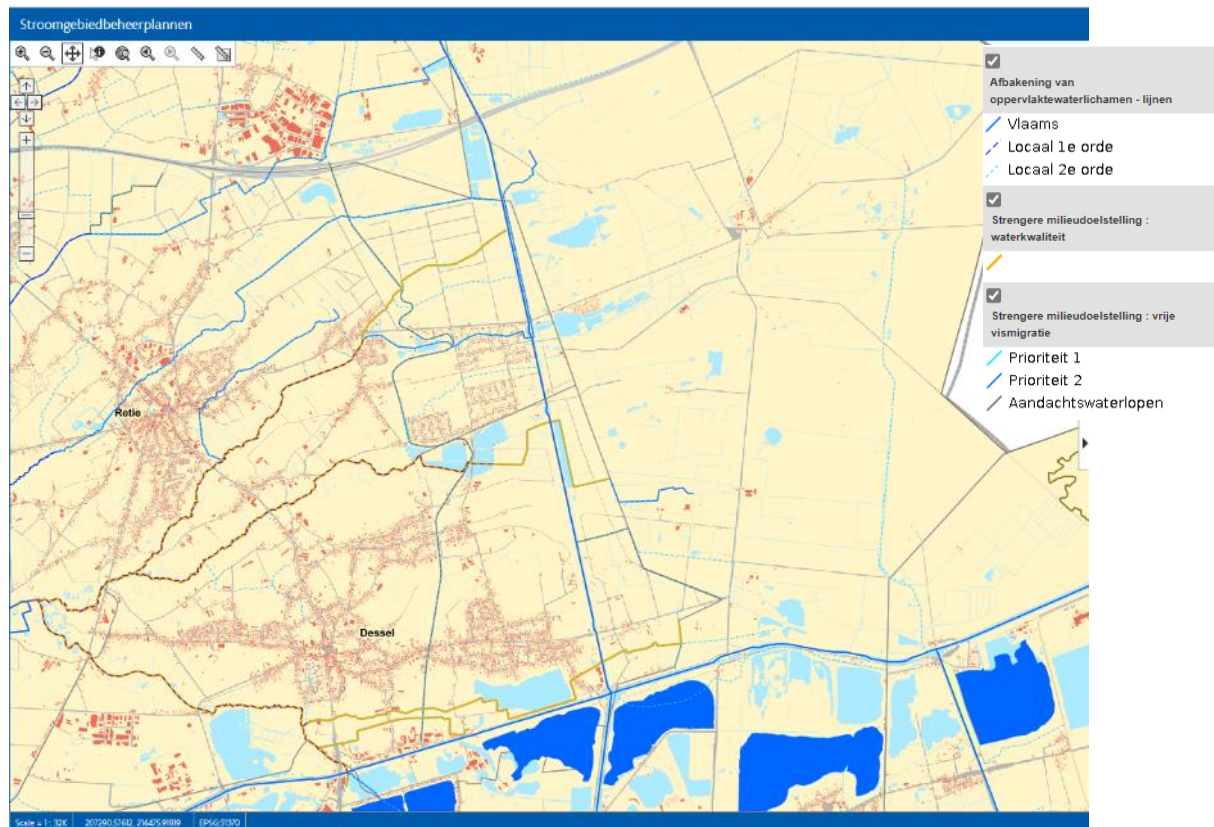 Stroomgebiedbeheerplannen
Afbakening van
oppervlaktewaterlichamen - lijnen
Vlaams
Locaal 1e orde
Locaal 2e orde
Strengere milieudoelstelling :
waterkwaliteit
Strengere milieudoelstelling : vrije
vismigratie
Prioriteit 1
Prioriteit 2
Aandachtswaterlopen
Retie
Dessel
Scale = 1 : 32K
EPSG:31370